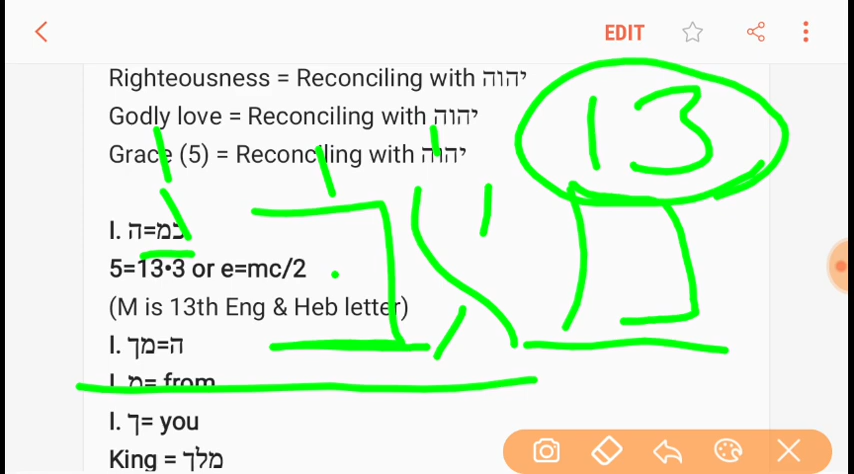 EDIT
Righteousness = Reconciling with יהוה
Godly love = Reconciling with יהוה
Grace (5) = Reconciling with יהוה
13
I. כמ=ה
5=13•3 or e=mc/2
(M is 13th Eng & Heb letter)
I. ה=מך
I. מ= from
I. ך= you
King = מלך